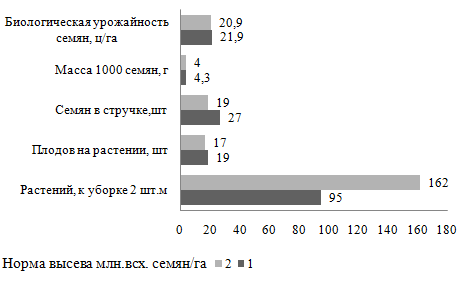 Биологическая урожайность
семян, ц/га
20,9
21,9
Масса 1000 семян, г
4
4,3
Семян в стручке,шт
19
27
Плодов на растении, шт
17
19
Растений, к уборке 2 шт.м
162
95
0 20 40 60 80 100 120 140 160 180
Норма высева млн.всх. семян/га 2 1